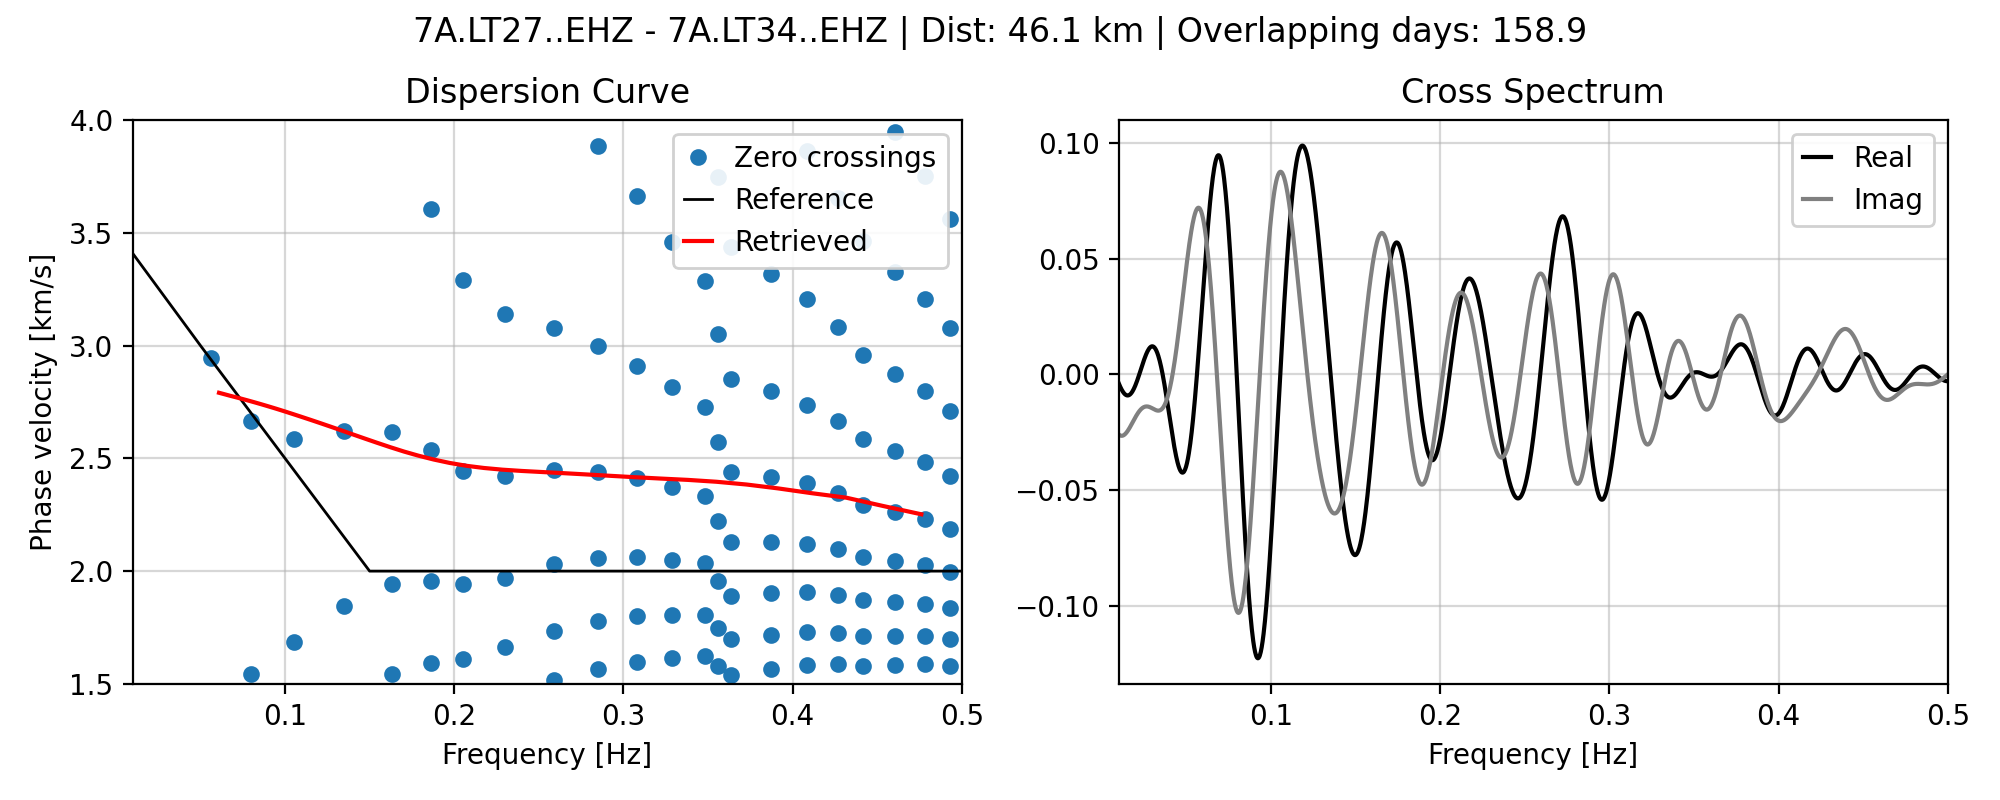 7A.LT27..EHZ - 7A.LT34..EHZ | Dist: 46.1 km | Overlapping days: 158.9
Dispersion Curve
4.0
3.5
3.0
2.5
2.0
1.5
Phase velocity [km/s]
0.1
0.2
0.3
0.4
0.5
Frequency [Hz]
Zero crossings
Reference
Retrieved
Cross Spectrum
0.10
0.05
0.00
−0.05
−0.10
0.1
0.2
0.3
0.4
0.5
Frequency [Hz]
Real
Imag